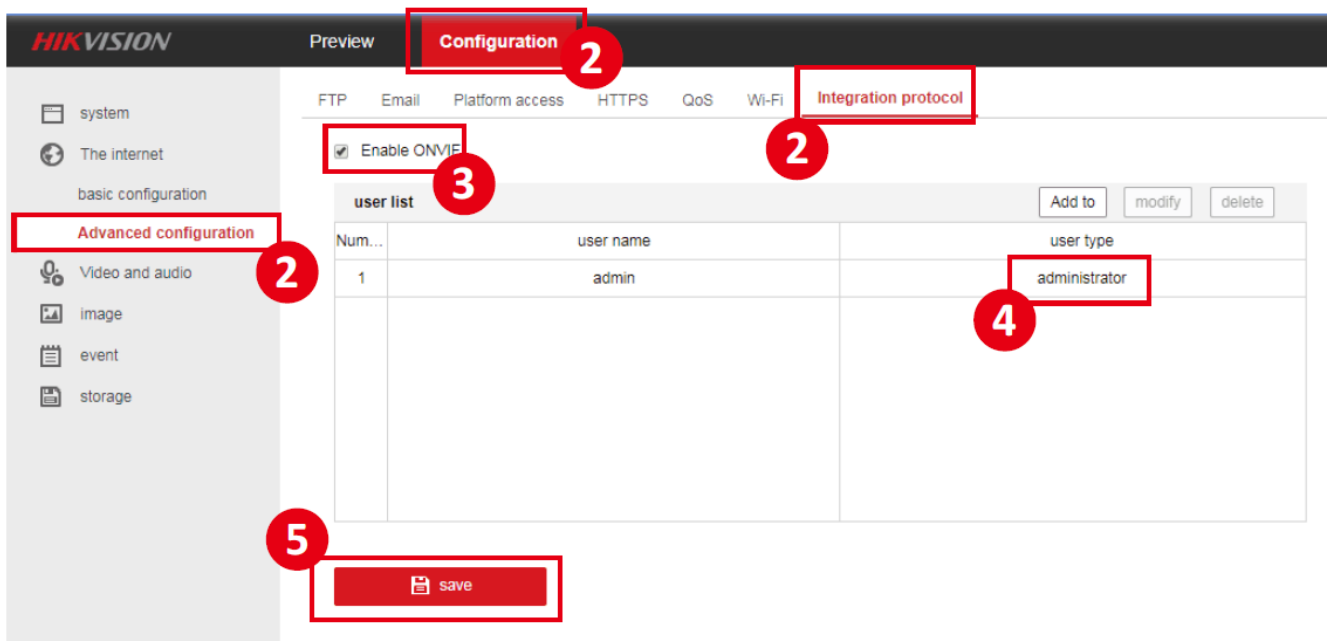 HIKVISION
Preview
Configuration
2
FTP
Email
Platform access
HTTPS
QoS
Wi-Fi
Integration protocol
2
system
The internet
basic configuration
Advanced configuration
2
Video and audio
image
event
storage
Enable ONVIF
3
user list
Add to
modify
delete
Num...
user name
user type
1
admin
administrator
4
5
save